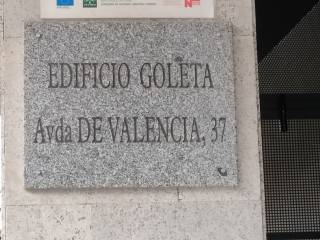 EDIFICIO GOLETA
Avda DE VALENCIA, 37